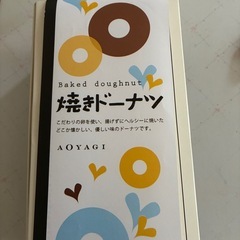 Baked doughnut
焼きドーナツ
こだわりの卵を使い、揚げずにヘルシーに焼いた
どこか懐かしい、優しい味のドーナツです。
AOYAGI